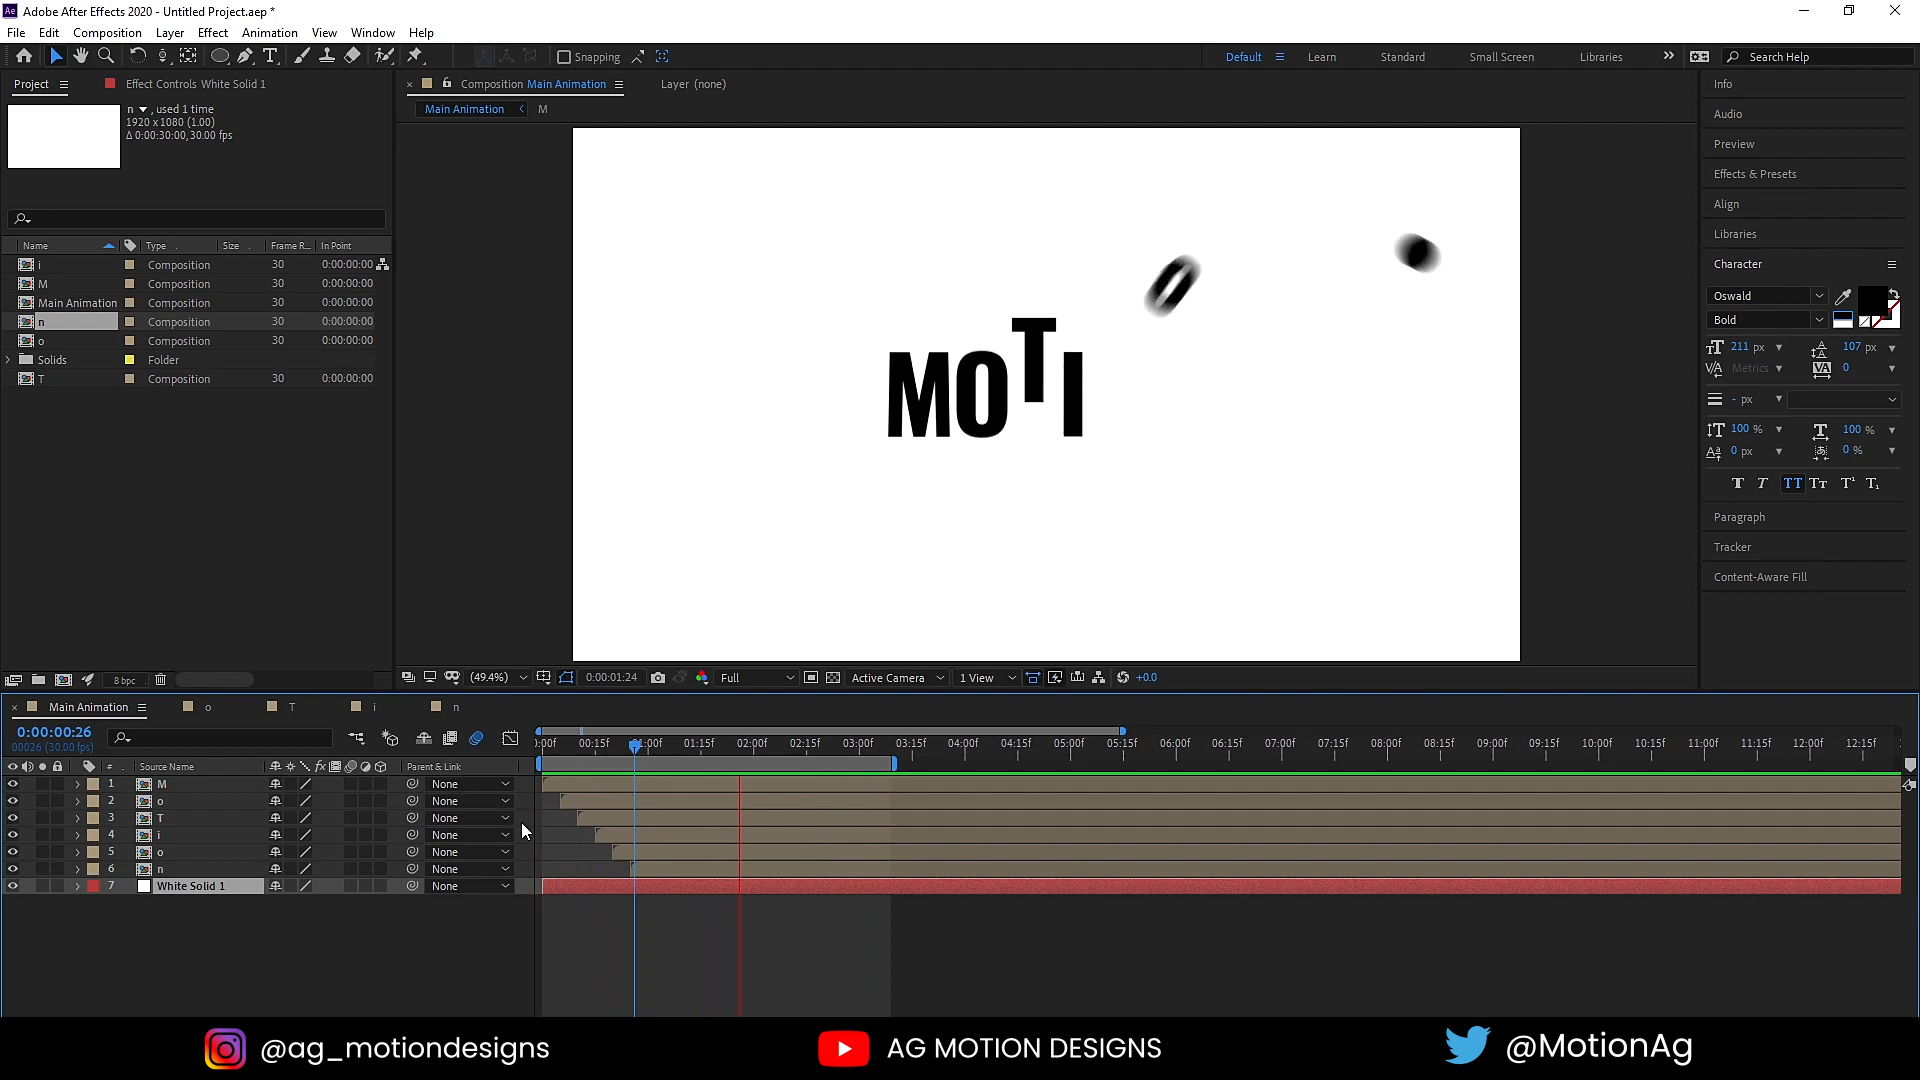 Adobe After Effects 2020 - Untitled Project.aep *
File Edit Composition Layer Effect Animation View Window Help
Snapping Default Learn Standard Small Screen Libraries Search Help
Project Effect Controls White Solid 1
n , used 1 time
1920 x 1080 (1.00)
Δ 0:00:30:00, 30.00 fps
Name Type Size Frame R... In Point
i Composition 30 0:00:00:00
M Composition 30 0:00:00:00
Main Animation Composition 30 0:00:00:00
n Composition 30 0:00:00:00
o Composition 30 0:00:00:00
Solids Folder
T Composition 30 0:00:00:00
8 bpc
Composition Main Animation Layer (none)
Main Animation M
MOTI
(49.4%) 0:00:01:24 Full Active Camera 1 View +0.0
Info
Audio
Preview
Effects & Presets
Align
Libraries
Character
Oswald
Bold
211 px 107 px
Metrics 0
- px
100 % 100 %
0 px 0 %
Paragraph
Tracker
Content-Aware Fill
Main Animation o T i n
0:00:00:26
00026 (30.00 fps)
:00f 00:15f 01:00f 01:15f 02:00f 02:15f 03:00f 03:15f 04:00f 04:15f 05:00f 05:15f 06:00f 06:15f 07:00f 07:15f 08:00f 08:15f 09:00f 09:15f 10:00f 10:15f 11:00f 11:15f 12:00f 12:15f
# Source Name Parent & Link
1 M None
2 o None
3 T None
4 i None
5 o None
6 n None
7 White Solid 1 None
@ag_motiondesigns AG MOTION DESIGNS @MotionAg